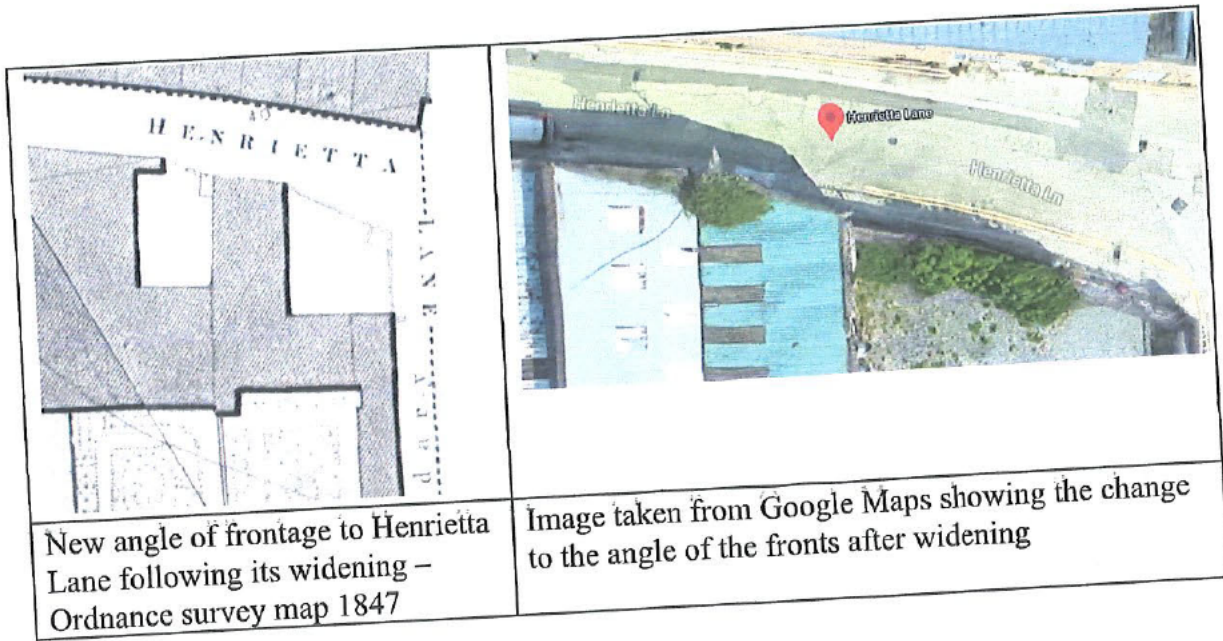 HENRIETTA
LANE
dary Yard
Henrietta Ln
Henrietta Lane
Henrietta Ln
New angle of frontage to Henrietta
Lane following its widening –
Ordnance survey map 1847
Image taken from Google Maps showing the change
to the angle of the fronts after widening